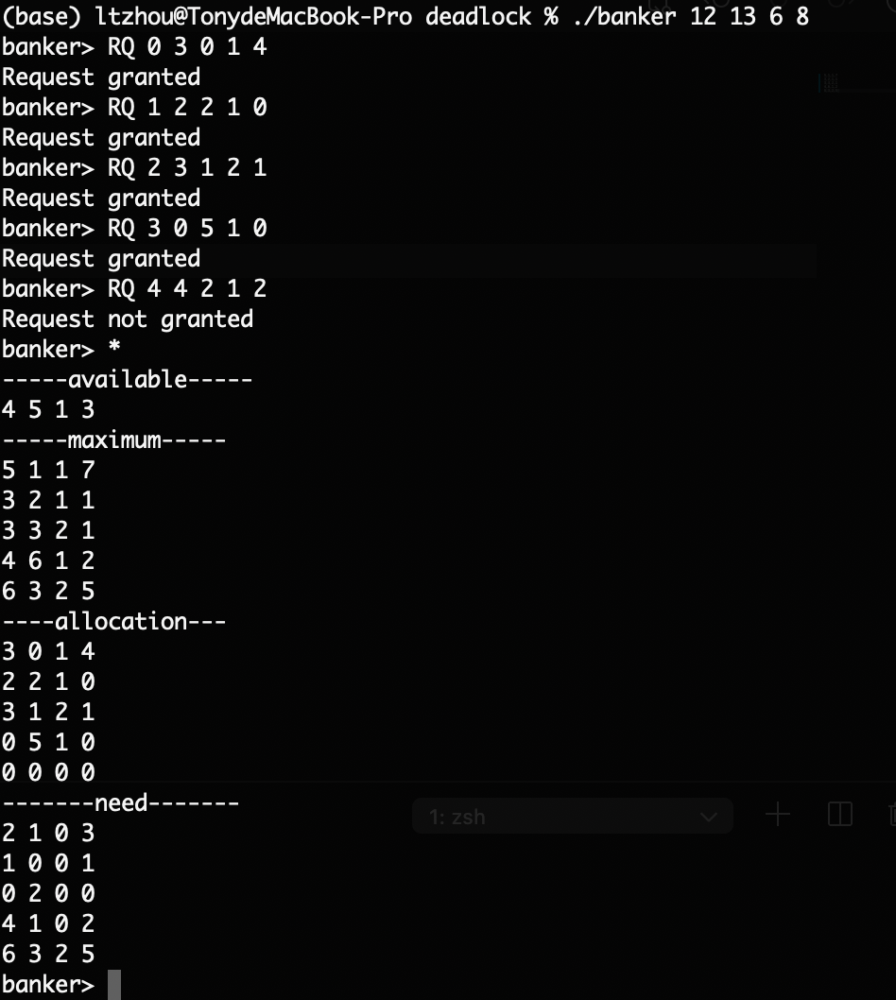 (base) ltzhou@TonydeMacBook-Pro deadlock % ./banker 12 13 6 8
banker> RQ 0 3 0 1 4
Request granted
banker> RQ 1 2 2 1 0
Request granted
banker> RQ 2 3 1 2 1
Request granted
banker> RQ 3 0 5 1 0
Request granted
banker> RQ 4 4 2 1 2
Request not granted
banker> *
-----available-----
4 5 1 3
-----maximum-----
5 1 1 7
3 2 1 1
3 3 2 1
4 6 1 2
6 3 2 5
----allocation---
3 0 1 4
2 2 1 0
3 1 2 1
0 5 1 0
0 0 0 0
-------need-------
1: zsh
2 1 0 3
1 0 0 1
0 2 0 0
4 1 0 2
6 3 2 5
banker>